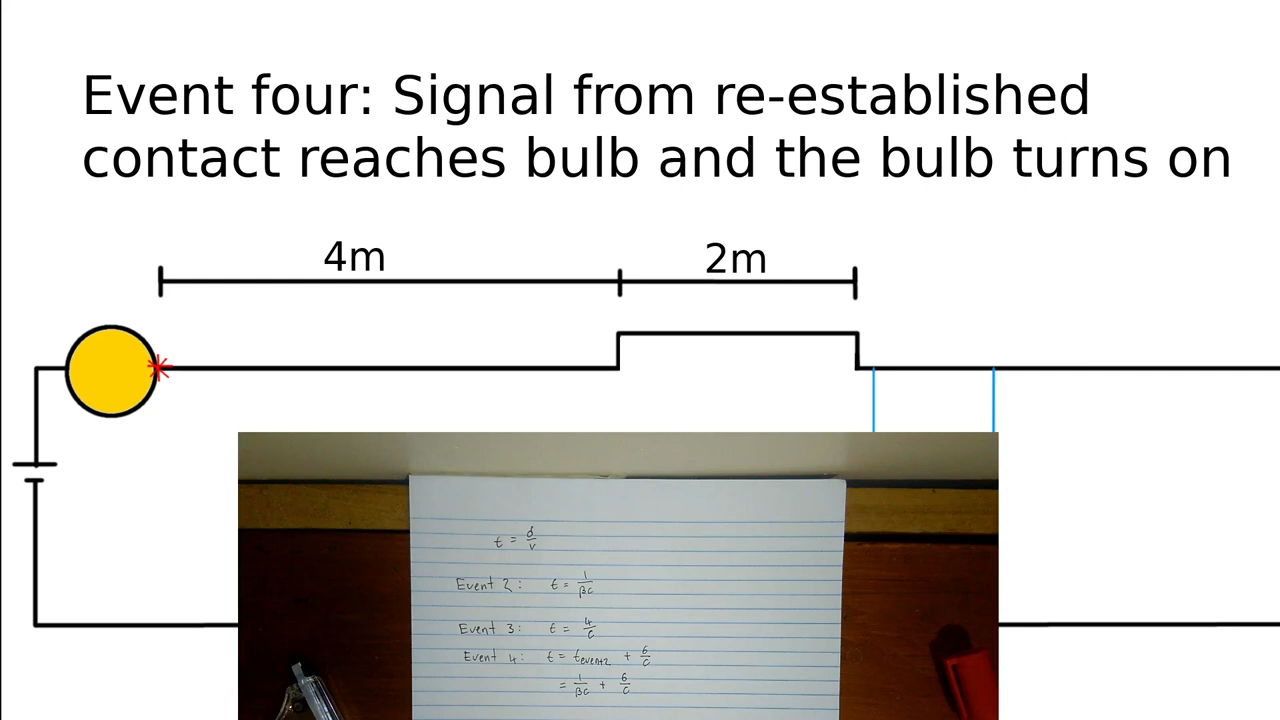 Event four: Signal from re-established
contact reaches bulb and the bulb turns on
4m
2m
t = d/v
Event 2: t = 1/βc
Event 3: t = 4/c
Event 4: t = t_event2 + 6/c
= 1/βc + 6/c